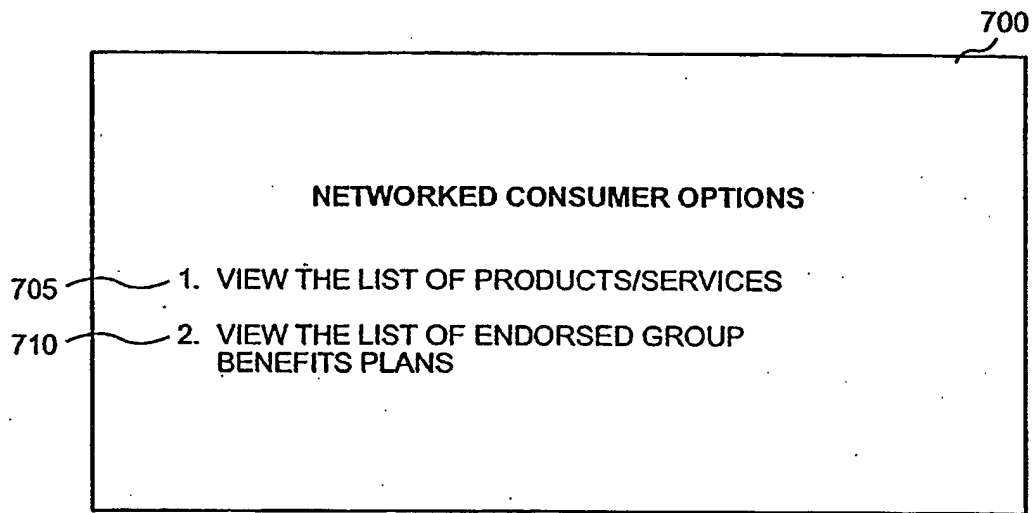 700
NETWORKED CONSUMER OPTIONS
705 1. VIEW THE LIST OF PRODUCTS/SERVICES
710 2. VIEW THE LIST OF ENDORSED GROUP
BENEFITS PLANS